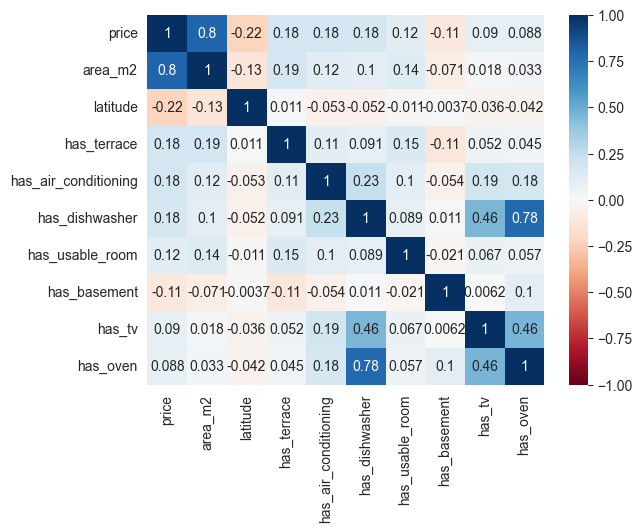 price 1 0.8 -0.22 0.18 0.18 0.18 0.12 -0.11 0.09 0.088
area_m2 0.8 1 -0.13 0.19 0.12 0.1 0.14 -0.071 0.018 0.033
latitude -0.22 -0.13 1 0.011 -0.053 -0.052 -0.011 -0.0037 -0.036 -0.042
has_terrace 0.18 0.19 0.011 1 0.11 0.091 0.15 -0.11 0.052 0.045
has_air_conditioning 0.18 0.12 -0.053 0.11 1 0.23 0.1 -0.054 0.19 0.18
has_dishwasher 0.18 0.1 -0.052 0.091 0.23 1 0.089 0.011 0.46 0.78
has_usable_room 0.12 0.14 -0.011 0.15 0.1 0.089 1 -0.021 0.067 0.057
has_basement -0.11 -0.071 -0.0037 -0.11 -0.054 0.011 -0.021 1 0.0062 0.1
has_tv 0.09 0.018 -0.036 0.052 0.19 0.46 0.067 0.0062 1 0.46
has_oven 0.088 0.033 -0.042 0.045 0.18 0.78 0.057 0.1 0.46 1
price
area_m2
latitude
has_terrace
has_air_conditioning
has_dishwasher
has_usable_room
has_basement
has_tv
has_oven
1.00
0.75
0.50
0.25
0.00
−0.25
−0.50
−0.75
−1.00